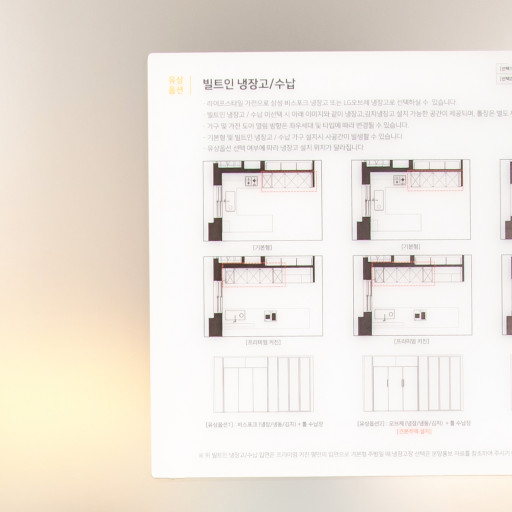 유상
옵션
빌트인 냉장고/수납
· 라이프스타일 가전으로 삼성 비스포크 냉장고 또는 LG오브제 냉장고로 선택하실 수 있습니다.
· 빌트인 냉장고 / 수납 미선택 시 아래 이미지와 같이 냉장고,김치냉장고 설치 가능한 공간이 제공되며, 틀장은 별도
· 가구 및 가전 도어 열림 방향은 좌우세대 및 타입에 따라 변경될 수 있습니다.
· 기본형 및 빌트인 냉장고 / 수납 가구 설치시 사공간이 발생할 수 있습니다.
· 유상옵션 선택 여부에 따라 냉장고 설치 위치가 달라집니다.
[기본형]
[기본형]
[프리미엄 키친]
[프리미엄 키친]
[유상옵션1] : 비스포크 (냉장/냉동/김치) + 툴 수납장
[유상옵션2] : 오브제 (냉장/냉동/김치) + 툴 수납장